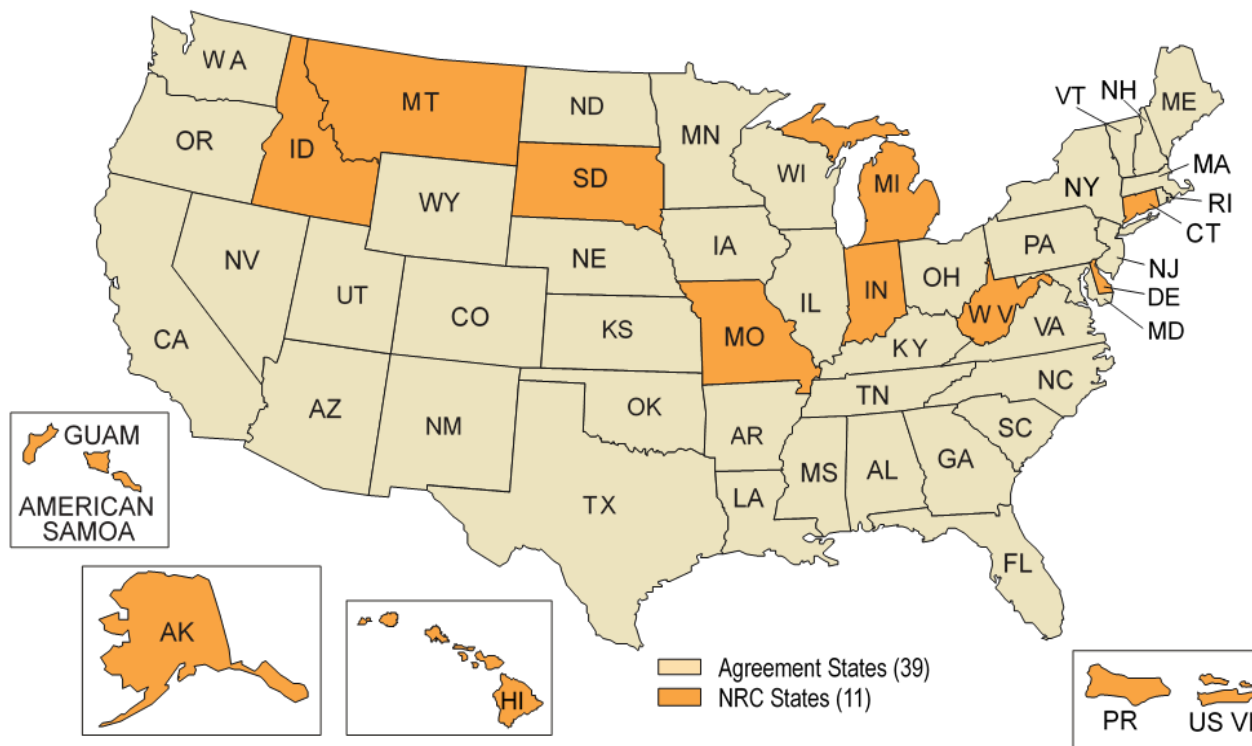 WA
MT
ND
MN
VT
NH
ME
OR
ID
SD
WI
MI
NY
MA
RI
CT
WY
IA
PA
NJ
NV
NE
IL
IN
OH
DE
UT
CO
KS
MO
WV
VA
MD
CA
KY
AZ
NM
OK
AR
TN
NC
SC
MS
AL
GA
TX
LA
FL
GUAM
AMERICAN
SAMOA
AK
HI
Agreement States (39)
NRC States (11)
PR
US VI